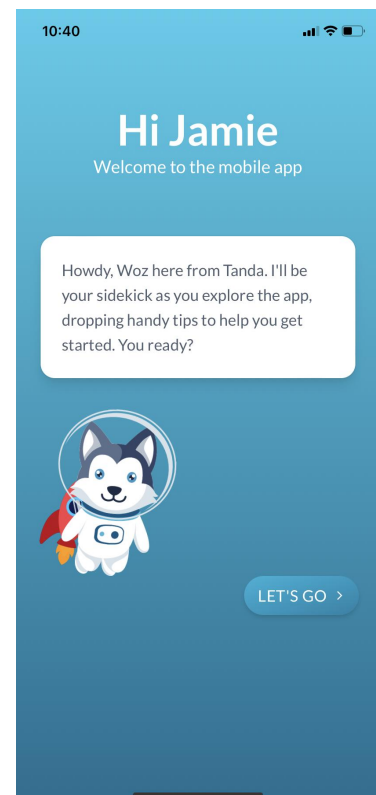 10:40
Hi Jamie
Welcome to the mobile app
Howdy, Woz here from Tanda. I'll be
your sidekick as you explore the app,
dropping handy tips to help you get
started. You ready?
LET'S GO